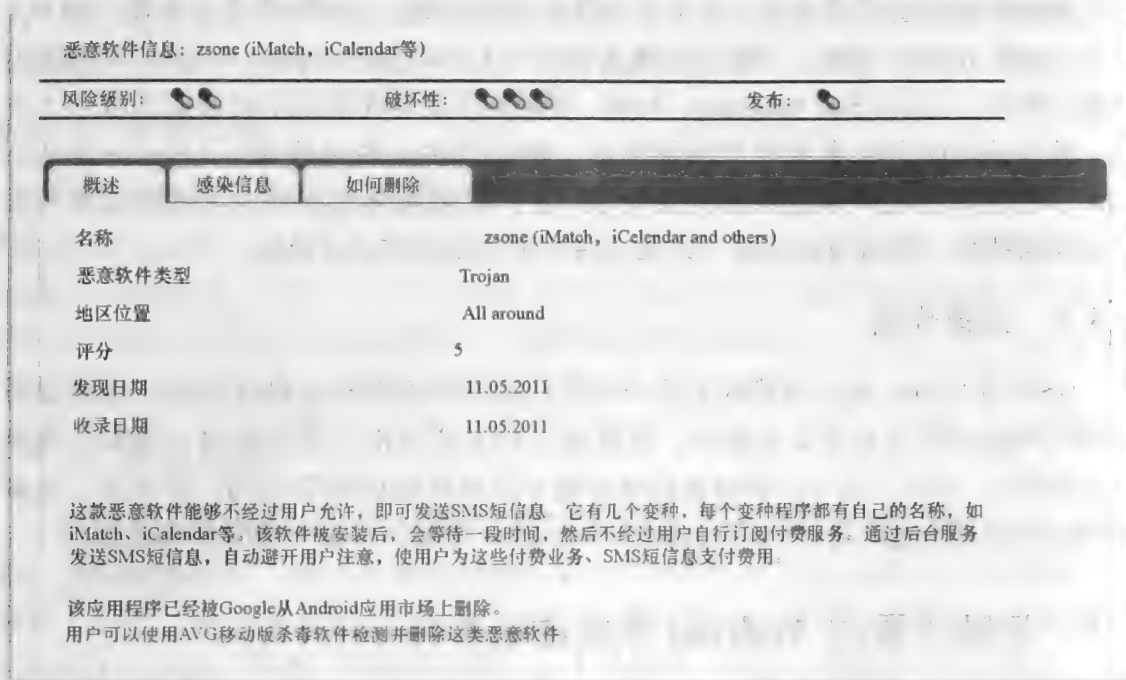 恶意软件信息：zsone (iMatch，iCalendar等)
风险级别： 破坏性： 发布：
概述 感染信息 如何删除
名称 zsone (iMatch，iCelendar and others)
恶意软件类型 Trojan
地区位置 All around
评分 5
发现日期 11.05.2011
收录日期 11.05.2011
这款恶意软件能够不经过用户允许，即可发送SMS短信息。它有几个变种，每个变种程序都有自己的名称，如
iMatch、iCalendar等。该软件被安装后，会等待一段时间，然后不经过用户自行订阅付费服务。通过后台服务
发送SMS短信息，自动避开用户注意，使用户为这些付费业务、SMS短信息支付费用。
该应用程序已经被Google从Android应用市场上删除。
用户可以使用AVG移动版杀毒软件检测并删除这类恶意软件。